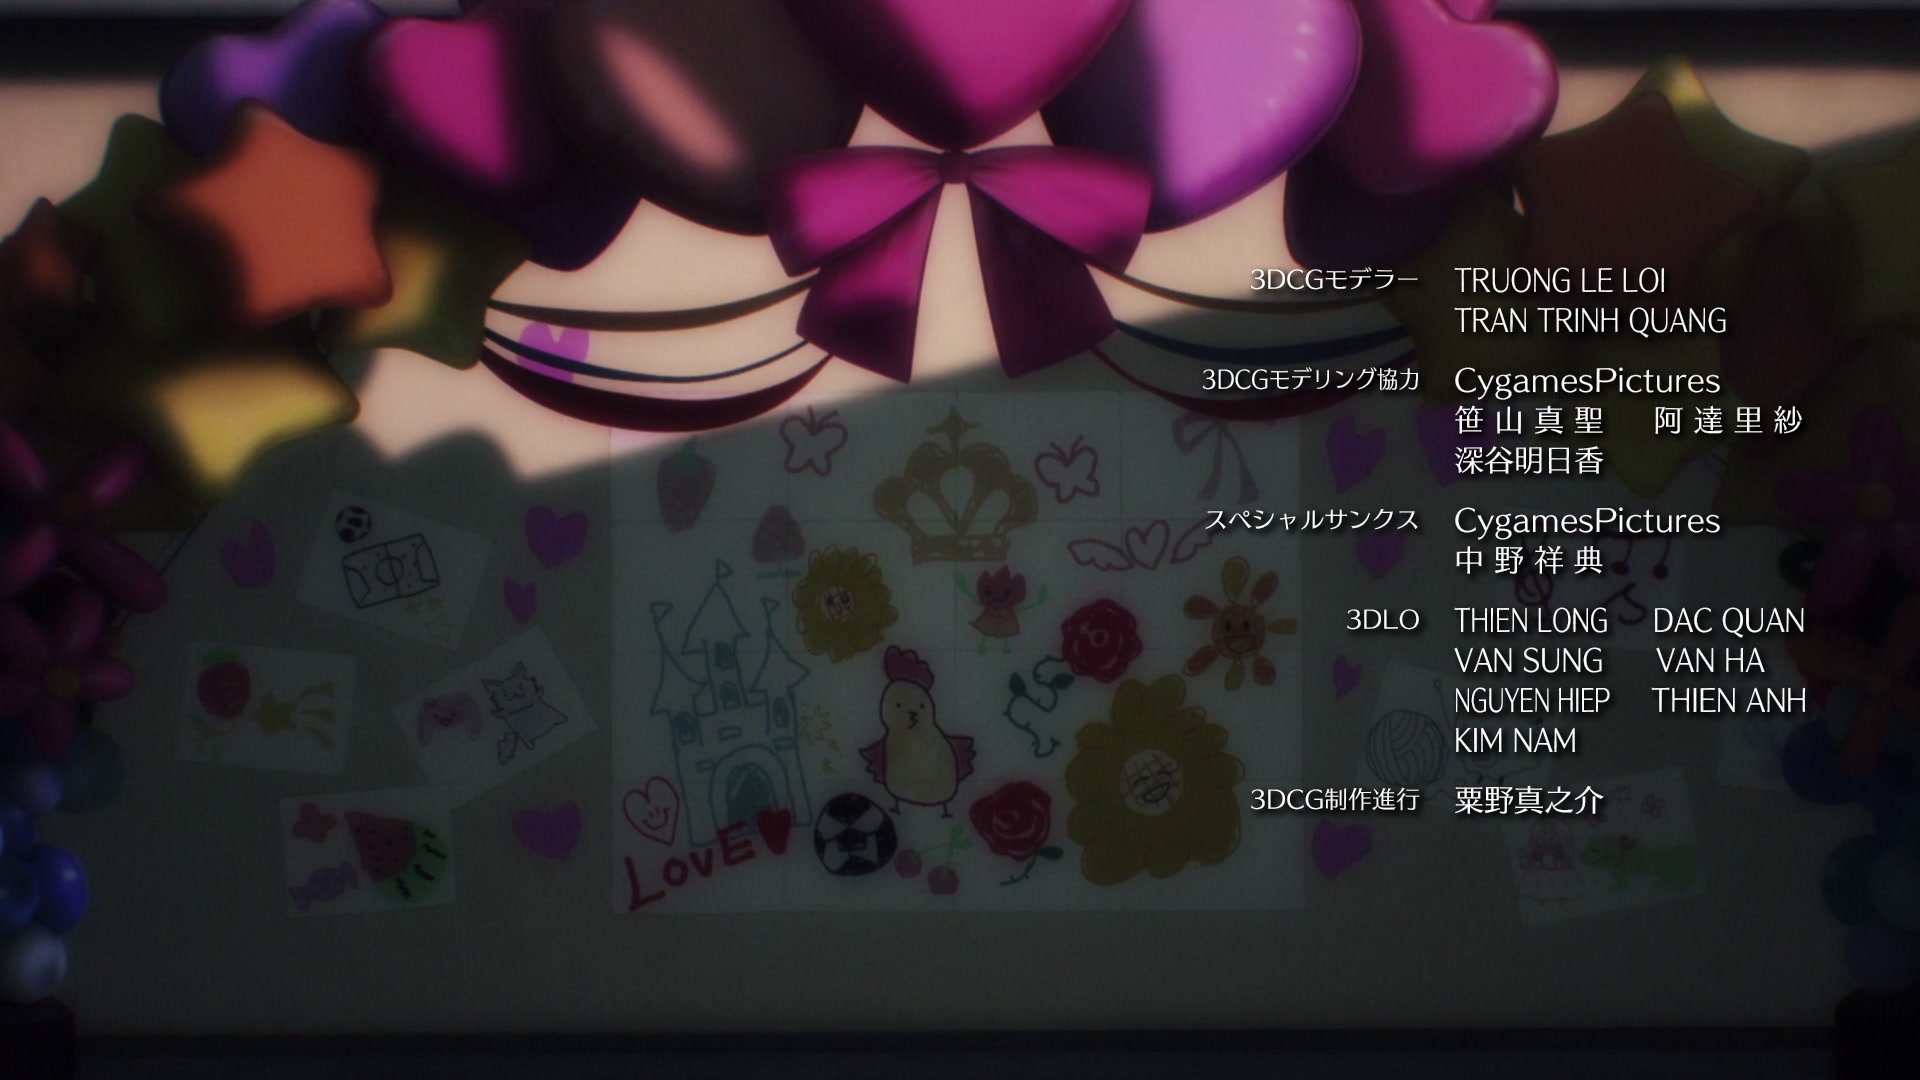 3DCGモデラー TRUONG LE LOI
TRAN TRINH QUANG
3DCGモデリング協力 CygamesPictures
笹山真聖 阿達里紗
深谷明日香
スペシャルサンクス CygamesPictures
中野祥典
3DLO THIEN LONG DAC QUAN
VAN SUNG VAN HA
NGUYEN HIEP THIEN ANH
KIM NAM
3DCG制作進行 粟野真之介
LOVE